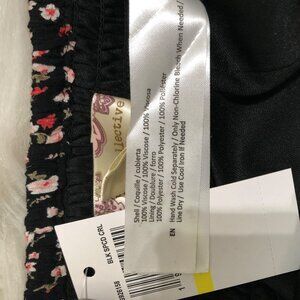 llective
Shell / Coquille / cubierta
100% Viscose / 100% Viscose / 100% Viscosa
Lining / Doublure / forro
100% Polyester / 100% Polyester / 100% Poliéster
EN
Hand Wash Cold Separately / Only Non-Chlorine Bleach When Needed /
Line Dry / Use Cool Iron If Needed
BLK SPCD CRL